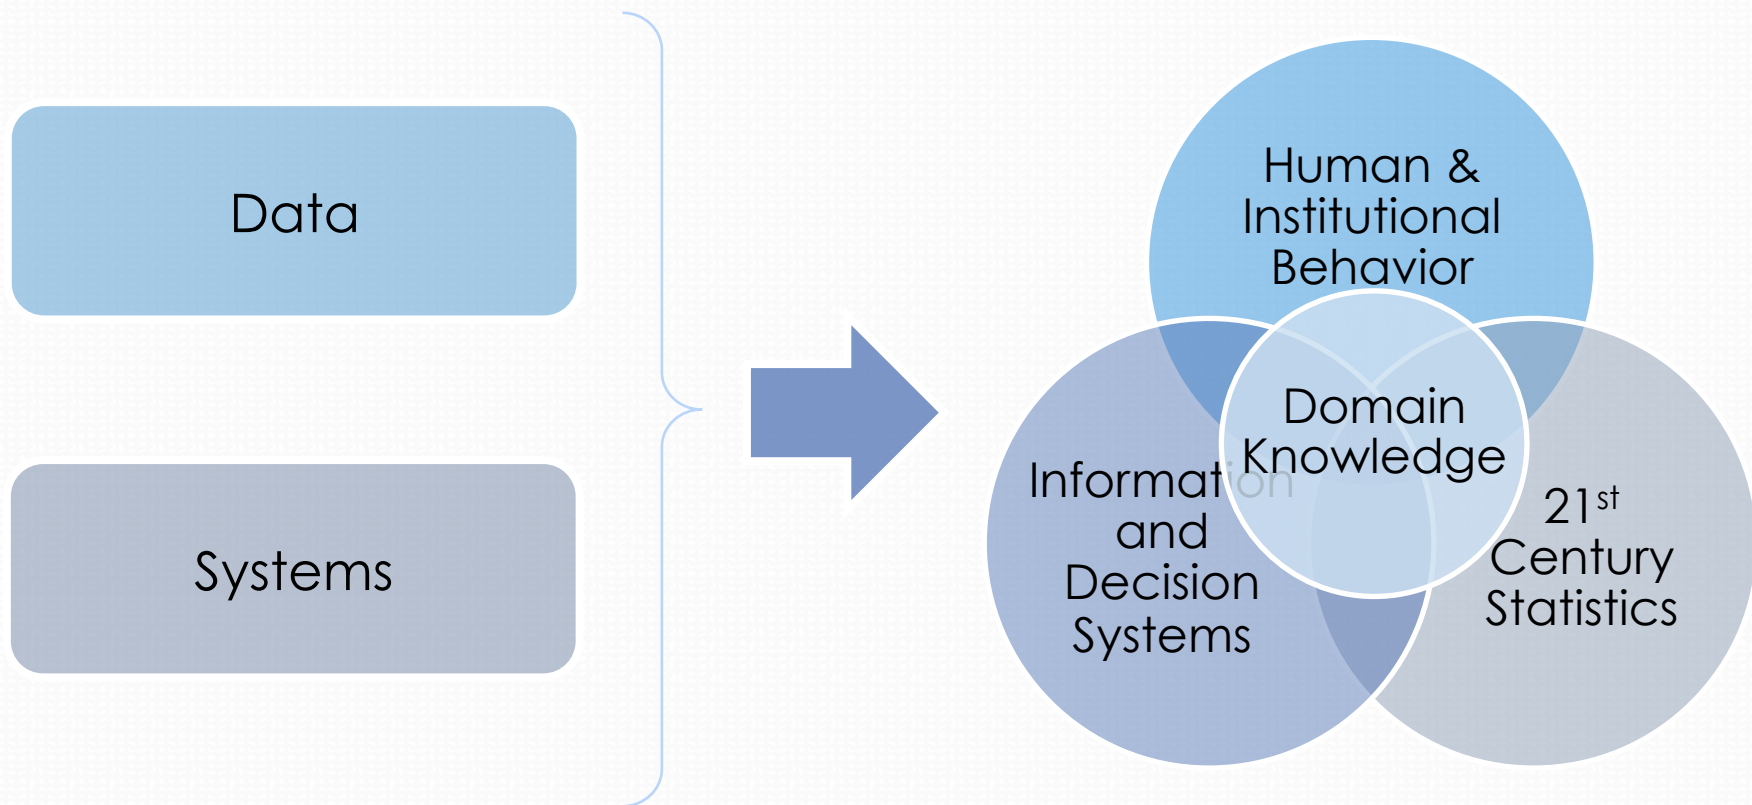 Data
Systems
Human &
Institutional
Behavior
Domain
Knowledge
Information
and
Decision
Systems
21st
Century
Statistics